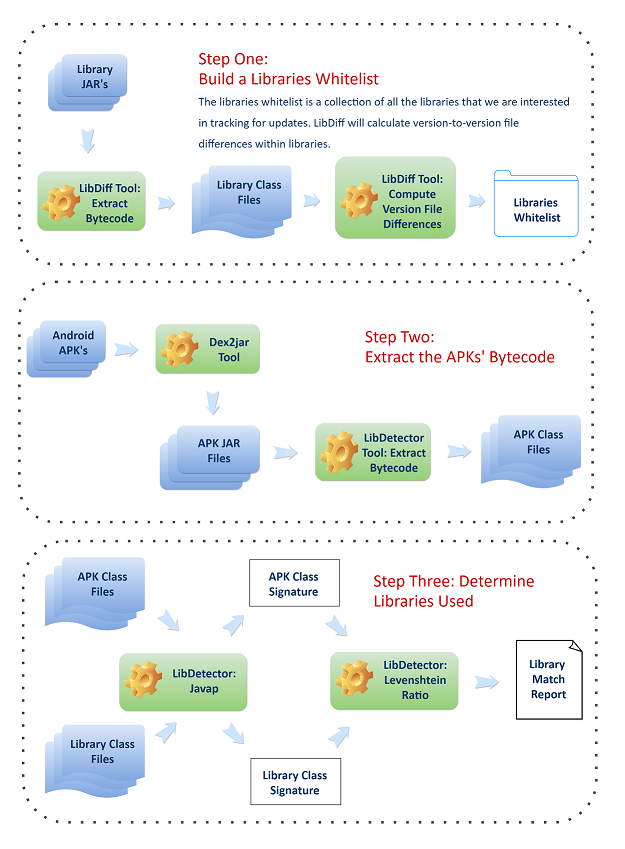 Step One:
Build a Libraries Whitelist
The libraries whitelist is a collection of all the libraries that we are interested
in tracking for updates. LibDiff will calculate version-to-version file
differences within libraries.
Library
JAR's
LibDiff Tool:
Extract
Bytecode
Library Class
Files
LibDiff Tool:
Compute
Version File
Differences
Libraries
Whitelist
Step Two:
Extract the APKs' Bytecode
Android
APK's
Dex2jar
Tool
APK JAR
Files
LibDetector
Tool: Extract
Bytecode
APK Class
Files
Step Three: Determine
Libraries Used
APK Class
Files
Library Class
Files
LibDetector:
Javap
APK Class
Signature
Library Class
Signature
LibDetector:
Levenshtein
Ratio
Library
Match
Report